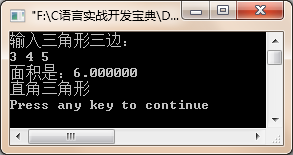 "F:\C语言实战开发宝典\D...
输入三角形三边：
3 4 5
面积是：6.000000
直角三角形
Press any key to continue